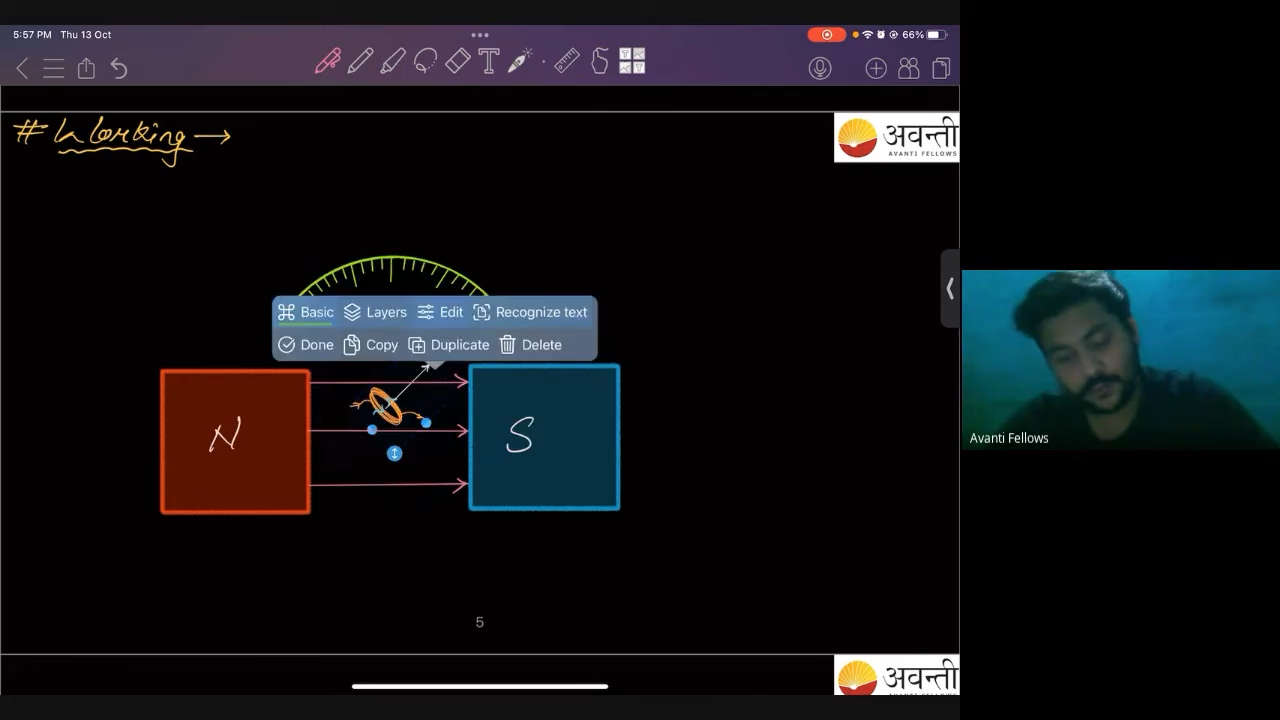 5:57 PM Thu 13 Oct
66%
# Working →
अवन्ती
AVANTI FELLOWS
Basic Layers Edit Recognize text
Done Copy Duplicate Delete
N
S
Avanti Fellows
5
अवन्ती